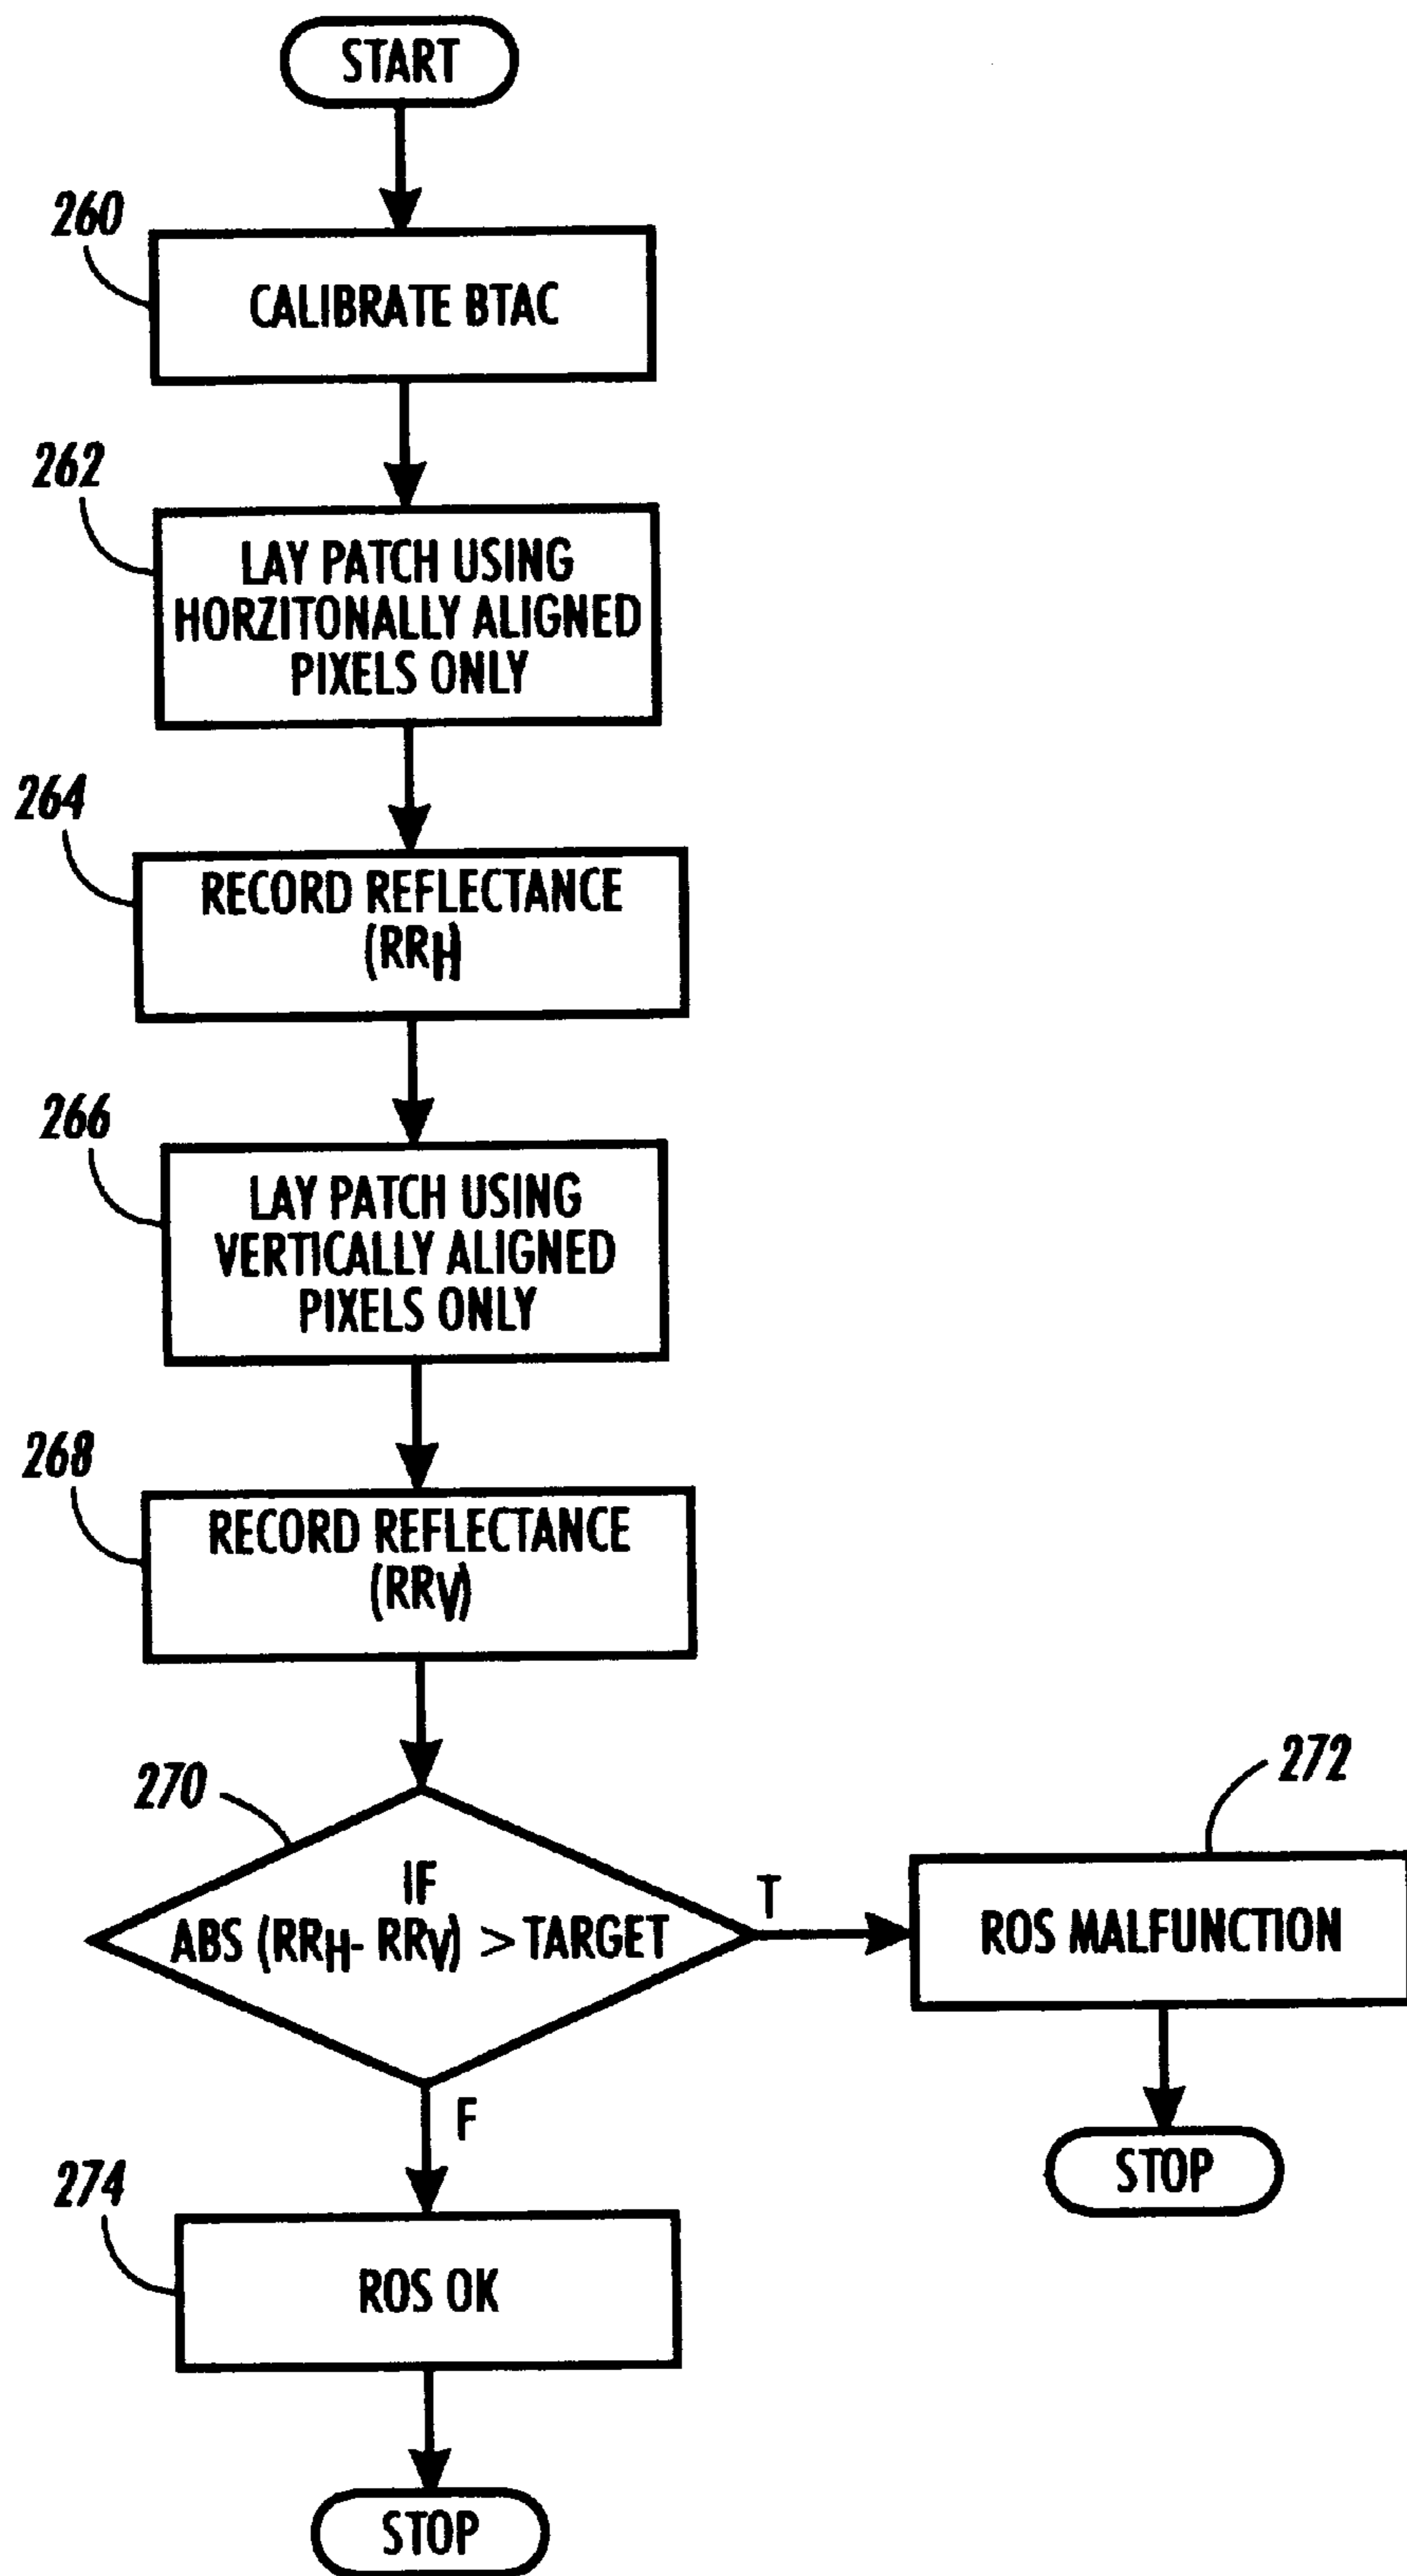 START
260
CALIBRATE BTAC
262
LAY PATCH USING
HORZITONALLY ALIGNED
PIXELS ONLY
264
RECORD REFLECTANCE
(RRH)
266
LAY PATCH USING
VERTICALLY ALIGNED
PIXELS ONLY
268
RECORD REFLECTANCE
(RRV)
270
IF
ABS (RRH- RRV) > TARGET
T
272
ROS MALFUNCTION
STOP
F
274
ROS OK
STOP